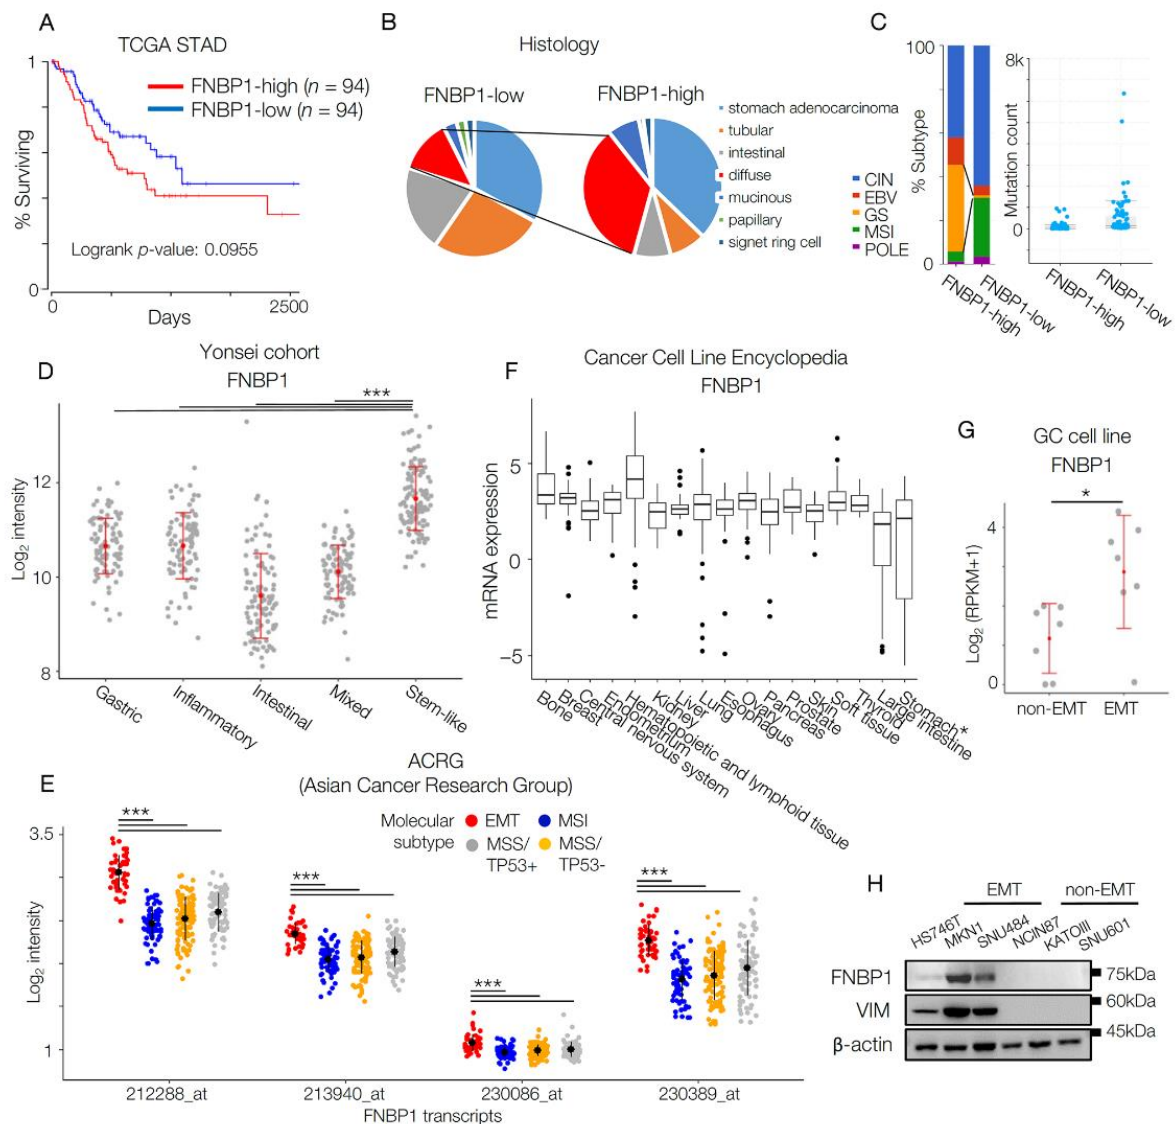 A
TCGA STAD
FNBP1-high (n = 94)
FNBP1-low (n = 94)
1
% Surviving
Logrank p-value: 0.0955
0
0
2500
Days
B
Histology
FNBP1-low
FNBP1-high
stomach adenocarcinoma
tubular
intestinal
diffuse
mucinous
papillary
signet ring cell
C
100
% Subtype
0
CIN
EBV
GS
MSI
POLE
FNBP1-high
FNBP1-low
8k
Mutation count
0
FNBP1-high
FNBP1-low
D
Yonsei cohort
FNBP1
***
Log2 intensity
12
10
8
Gastric
Inflammatory
Intestinal
Mixed
Stem-like
F
Cancer Cell Line Encyclopedia
FNBP1
mRNA expression
5
0
−5
Bone
Breast
Central nervous system
Endometrium
Hematopoietic and lymphoid tissue
Kidney
Liver
Lung
Esophagus
Ovary
Pancreas
Prostate
Skin
Soft tissue
Thyroid
Large intestine
Stomach*
G
GC cell line
FNBP1
*
Log2 (RPKM+1)
4
0
non-EMT
EMT
E
ACRG
(Asian Cancer Research Group)
Molecular
subtype
EMT
MSI
MSS/
TP53+
MSS/
TP53-
3.5
Log2 intensity
1
***
***
***
***
212288_at
213940_at
230086_at
230389_at
FNBP1 transcripts
H
EMT
non-EMT
HS746T
MKN1
SNU484
NCIN87
KATOIII
SNU601
FNBP1
75kDa
VIM
60kDa
45kDa
β-actin